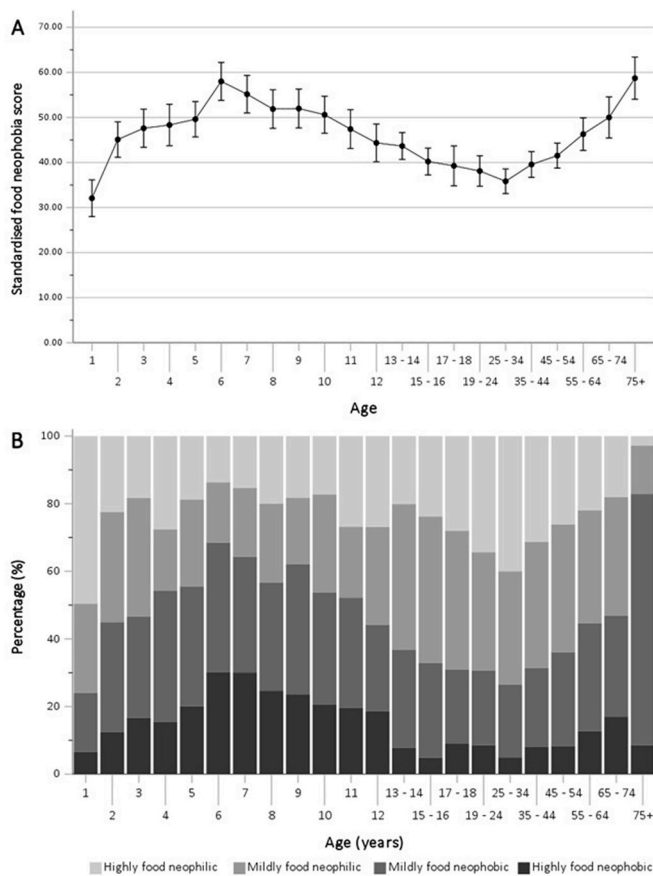 A
Standardised food neophobia score
70.00
60.00
50.00
40.00
30.00
20.00
10.00
0.00
1 3 5 7 9 11 13 - 14 17 - 18 25 - 34 45 - 54 65 - 74
2 4 6 8 10 12 15 - 16 19 - 24 35 - 44 55 - 64 75+
Age
B
Percentage (%)
100
80
60
40
20
0
1 3 5 7 9 11 13 - 14 17 - 18 25 - 34 45 - 54 65 - 74
2 4 6 8 10 12 15 - 16 19 - 24 35 - 44 55 - 64 75+
Age (years)
Highly food neophilic Mildly food neophilic Mildly food neophobic Highly food neophobic